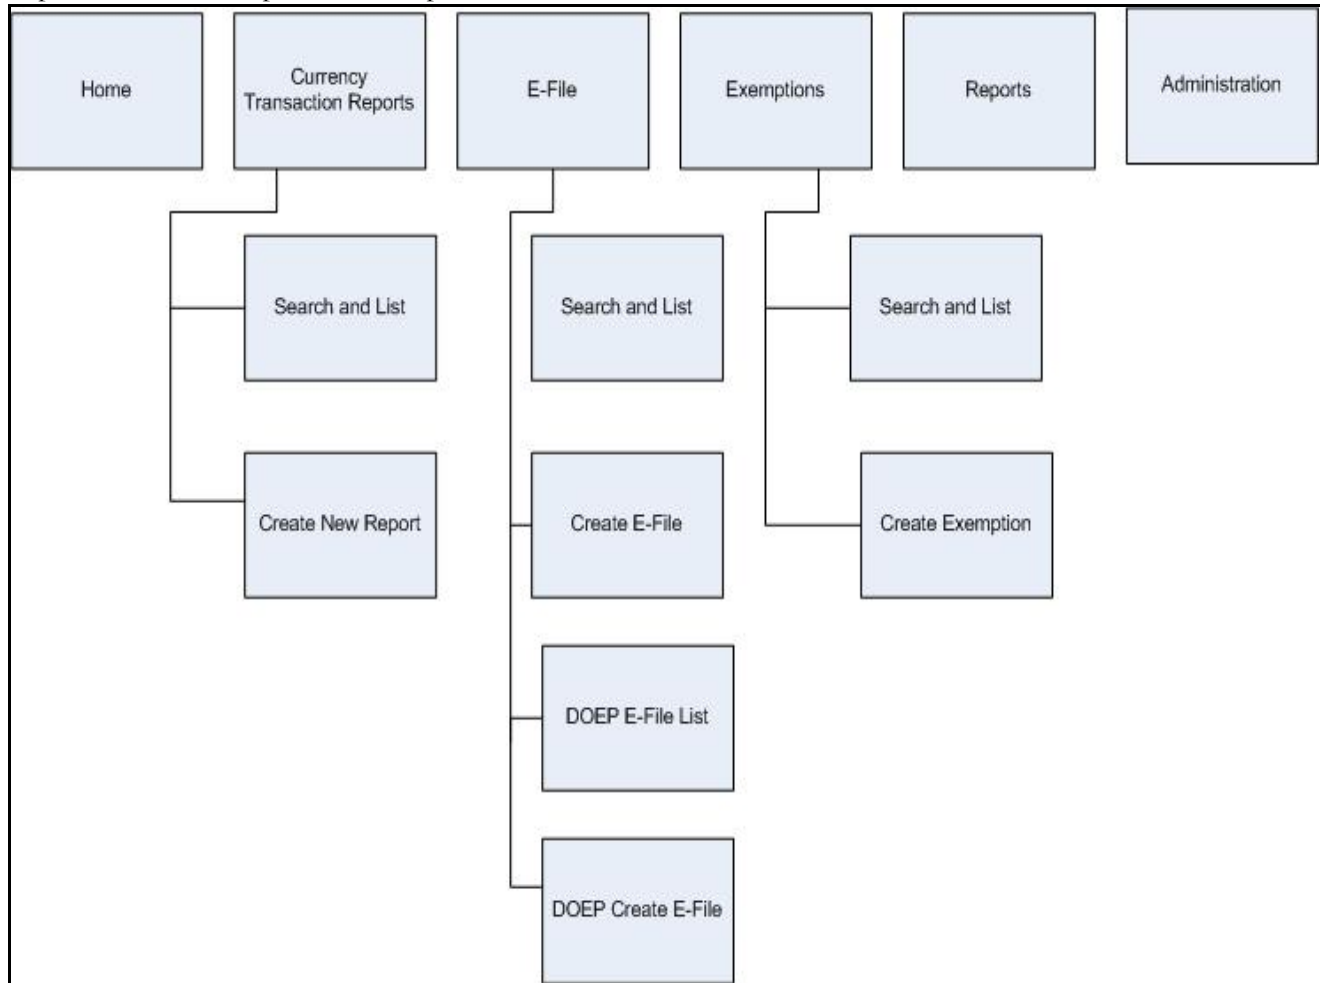 Home
Currency
Transaction Reports
E-File
Exemptions
Reports
Administration
Search and List
Search and List
Search and List
Create New Report
Create E-File
Create Exemption
DOEP E-File List
DOEP Create E-File